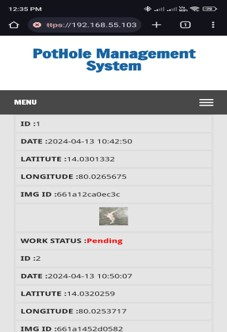 12:35 PM
ttps://192.168.55.103
1
PotHole Management
System
MENU
ID :1
DATE :2024-04-13 10:42:50
LATITUTE :14.0301332
LONGITUDE :80.0265675
IMG ID :661a12ca0ec3c
WORK STATUS :Pending
ID :2
DATE :2024-04-13 10:50:07
LATITUTE :14.0320259
LONGITUDE :80.0253717
IMG ID :661a1452d0582